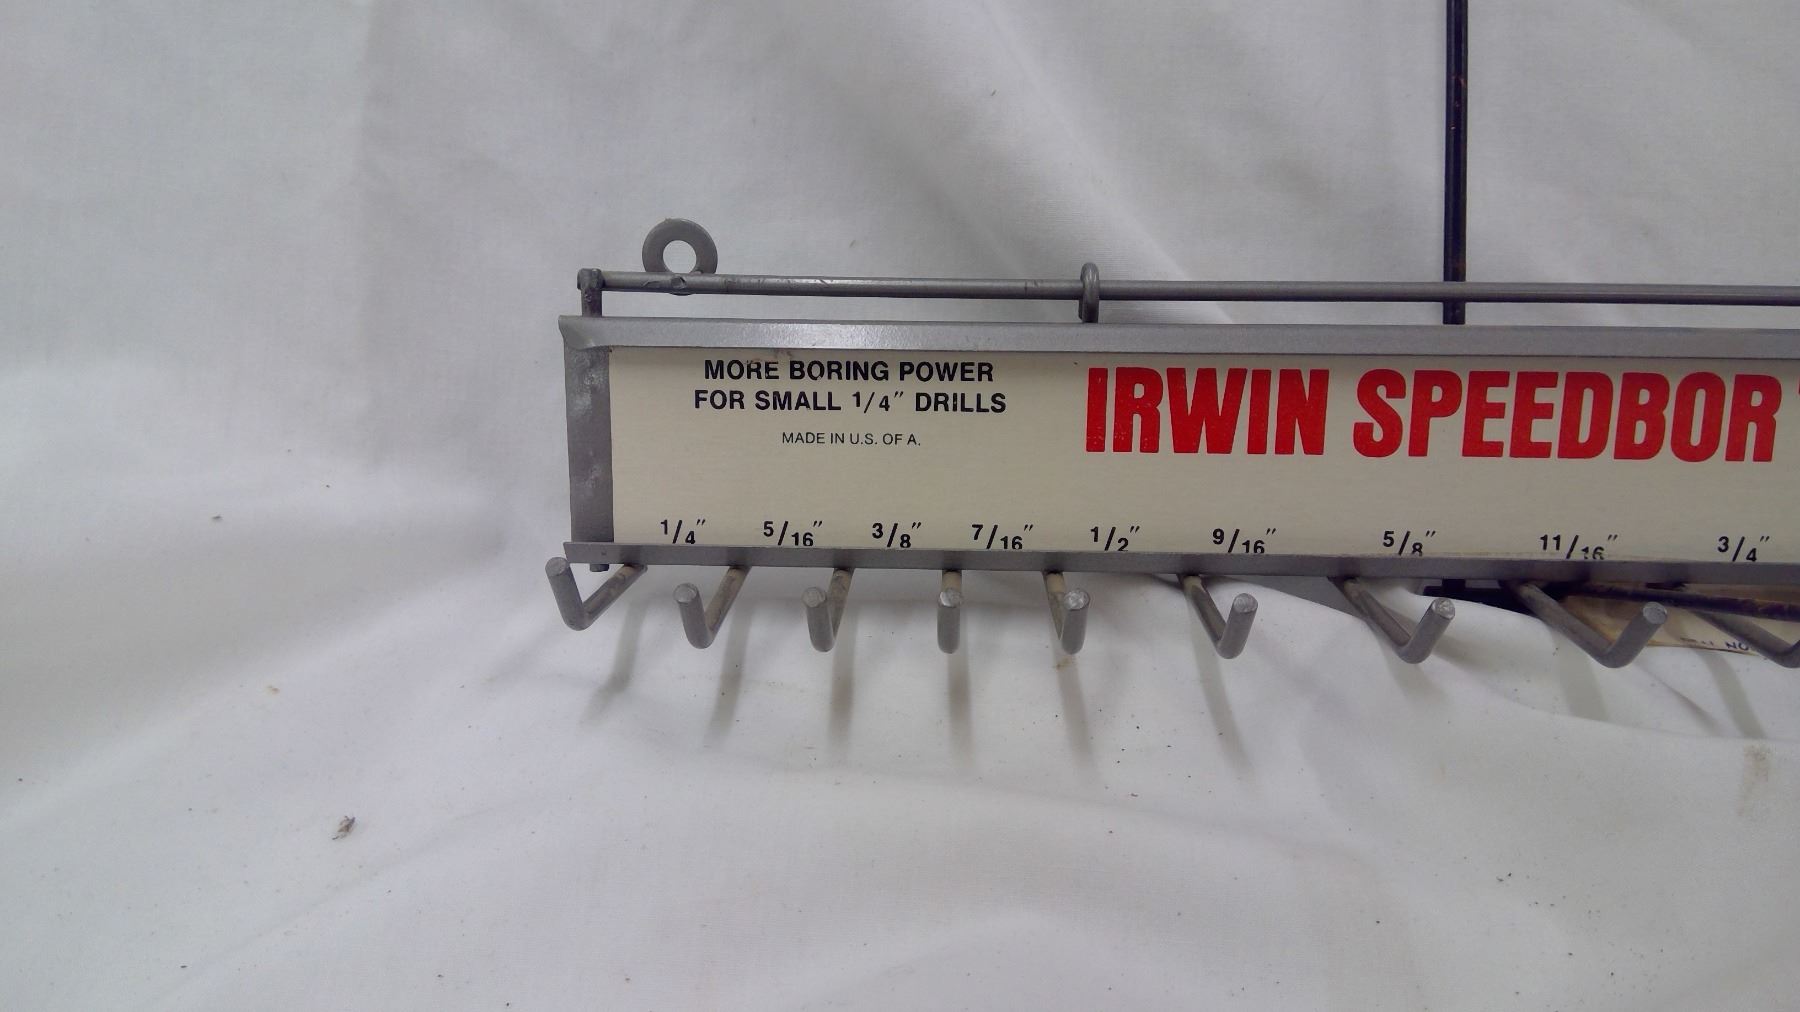 MORE BORING POWER
FOR SMALL 1/4" DRILLS
MADE IN U.S. OF A.
IRWIN SPEEDBOR
1/4" 5/16" 3/8" 7/16" 1/2" 9/16" 5/8" 11/16" 3/4"
NO